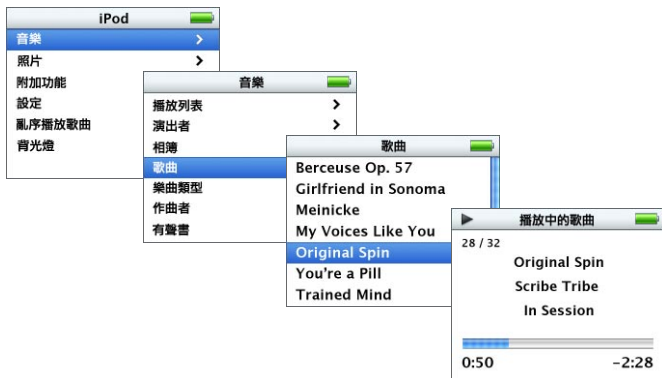 iPod
音樂
照片
附加功能
設定
亂序播放歌曲
背光燈
音樂
播放列表
演出者
相簿
歌曲
樂曲類型
作曲者
有聲書
歌曲
Berceuse Op. 57
Girlfriend in Sonoma
Meinicke
My Voices Like You
Original Spin
You're a Pill
Trained Mind
播放中的歌曲
28 / 32
Original Spin
Scribe Tribe
In Session
0:50 -2:28